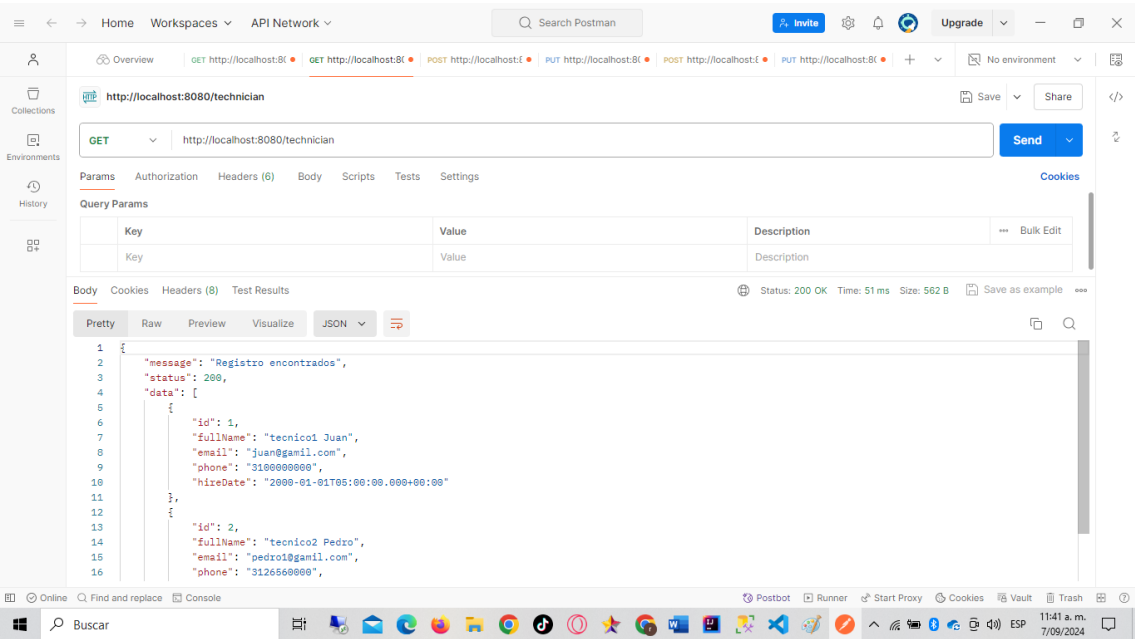 Home Workspaces API Network Search Postman Invite Upgrade
Overview GET http://localhost:8( GET http://localhost:8( POST http://localhost:8 PUT http://localhost:8( POST http://localhost:8 PUT http://localhost:8( No environment
Collections
Environments
History
HTTP http://localhost:8080/technician Save Share
GET http://localhost:8080/technician Send
Params Authorization Headers (6) Body Scripts Tests Settings Cookies
Query Params
Key Value Description Bulk Edit
Key Value Description
Body Cookies Headers (8) Test Results Status: 200 OK Time: 51 ms Size: 562 B Save as example
Pretty Raw Preview Visualize JSON
1 {
2 "message": "Registro encontrados",
3 "status": 200,
4 "data": [
5 {
6 "id": 1,
7 "fullName": "tecnico1 Juan",
8 "email": "juan@gamil.com",
9 "phone": "3100000000",
10 "hireDate": "2000-01-01T05:00:00.000+00:00"
11 },
12 {
13 "id": 2,
14 "fullName": "tecnico2 Pedro",
15 "email": "pedro1@gamil.com",
16 "phone": "3126560000",
Online Find and replace Console Postbot Runner Start Proxy Cookies Vault Trash
Buscar ESP 11:41 a. m.
7/09/2024